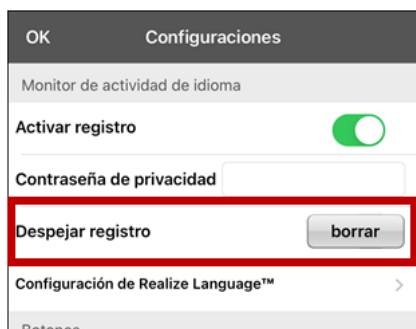 OK Configuraciones
Monitor de actividad de idioma
Activar registro
Contraseña de privacidad
Despejar registro borrar
Configuración de Realize Language™
Botones